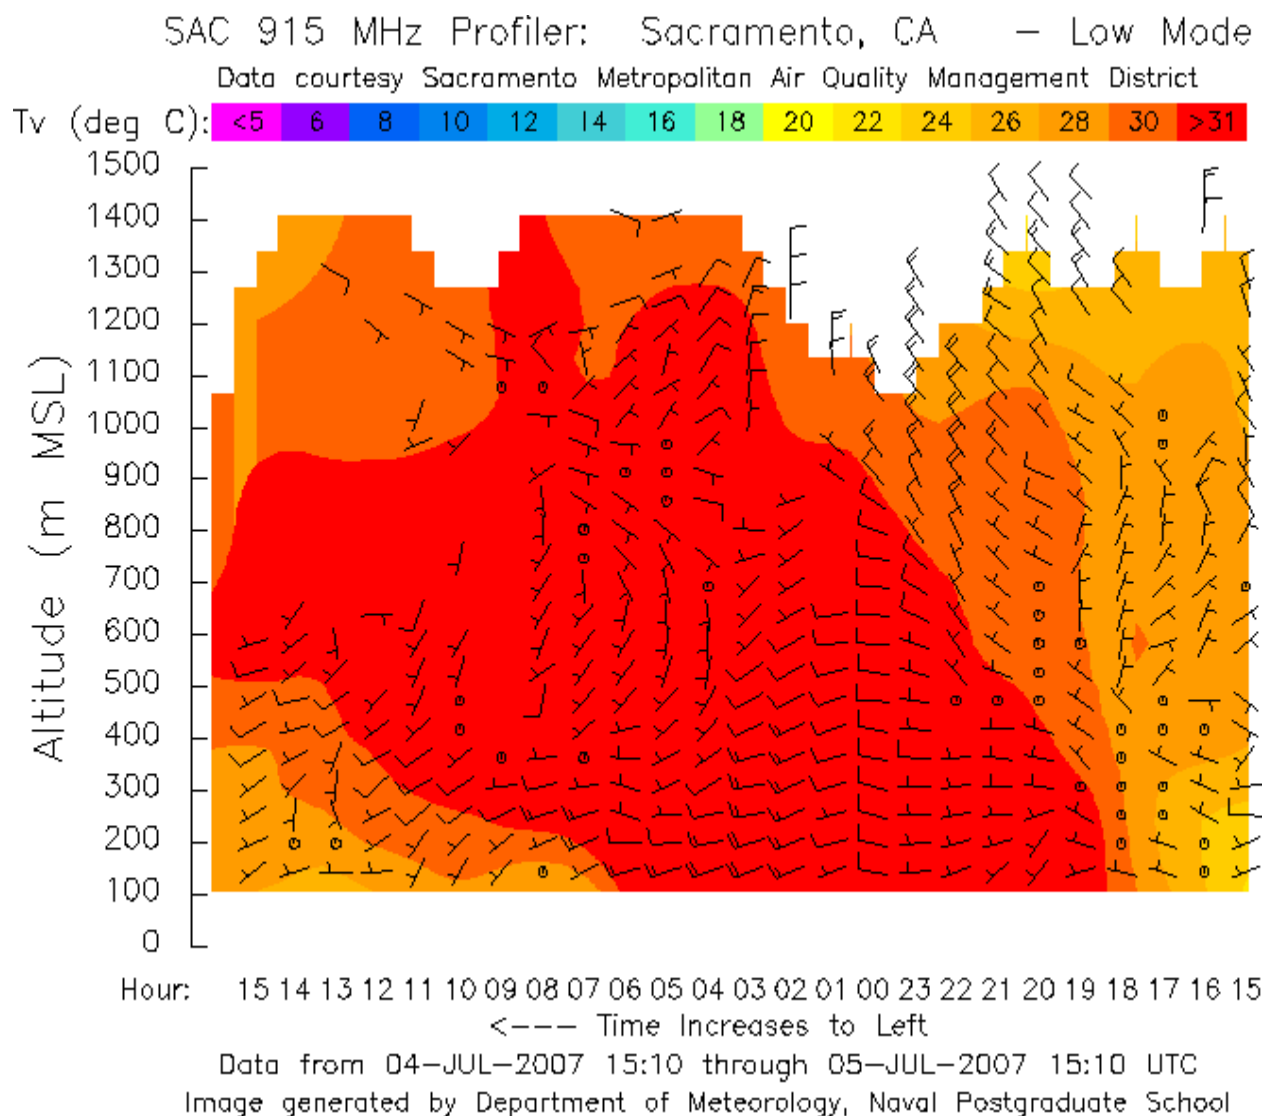 SAC 915 MHz Profiler: Sacramento, CA – Low Mode
Data courtesy Sacramento Metropolitan Air Quality Management District
Tv (deg C): <5 6 8 10 12 14 16 18 20 22 24 26 28 30 >31
1500
1400
1300
1200
1100
1000
900
800
700
600
500
400
300
200
100
0
Altitude (m MSL)
Hour: 15 14 13 12 11 10 09 08 07 06 05 04 03 02 01 00 23 22 21 20 19 18 17 16 15
<--- Time Increases to Left
Data from 04-JUL-2007 15:10 through 05-JUL-2007 15:10 UTC
Image generated by Department of Meteorology, Naval Postgraduate School